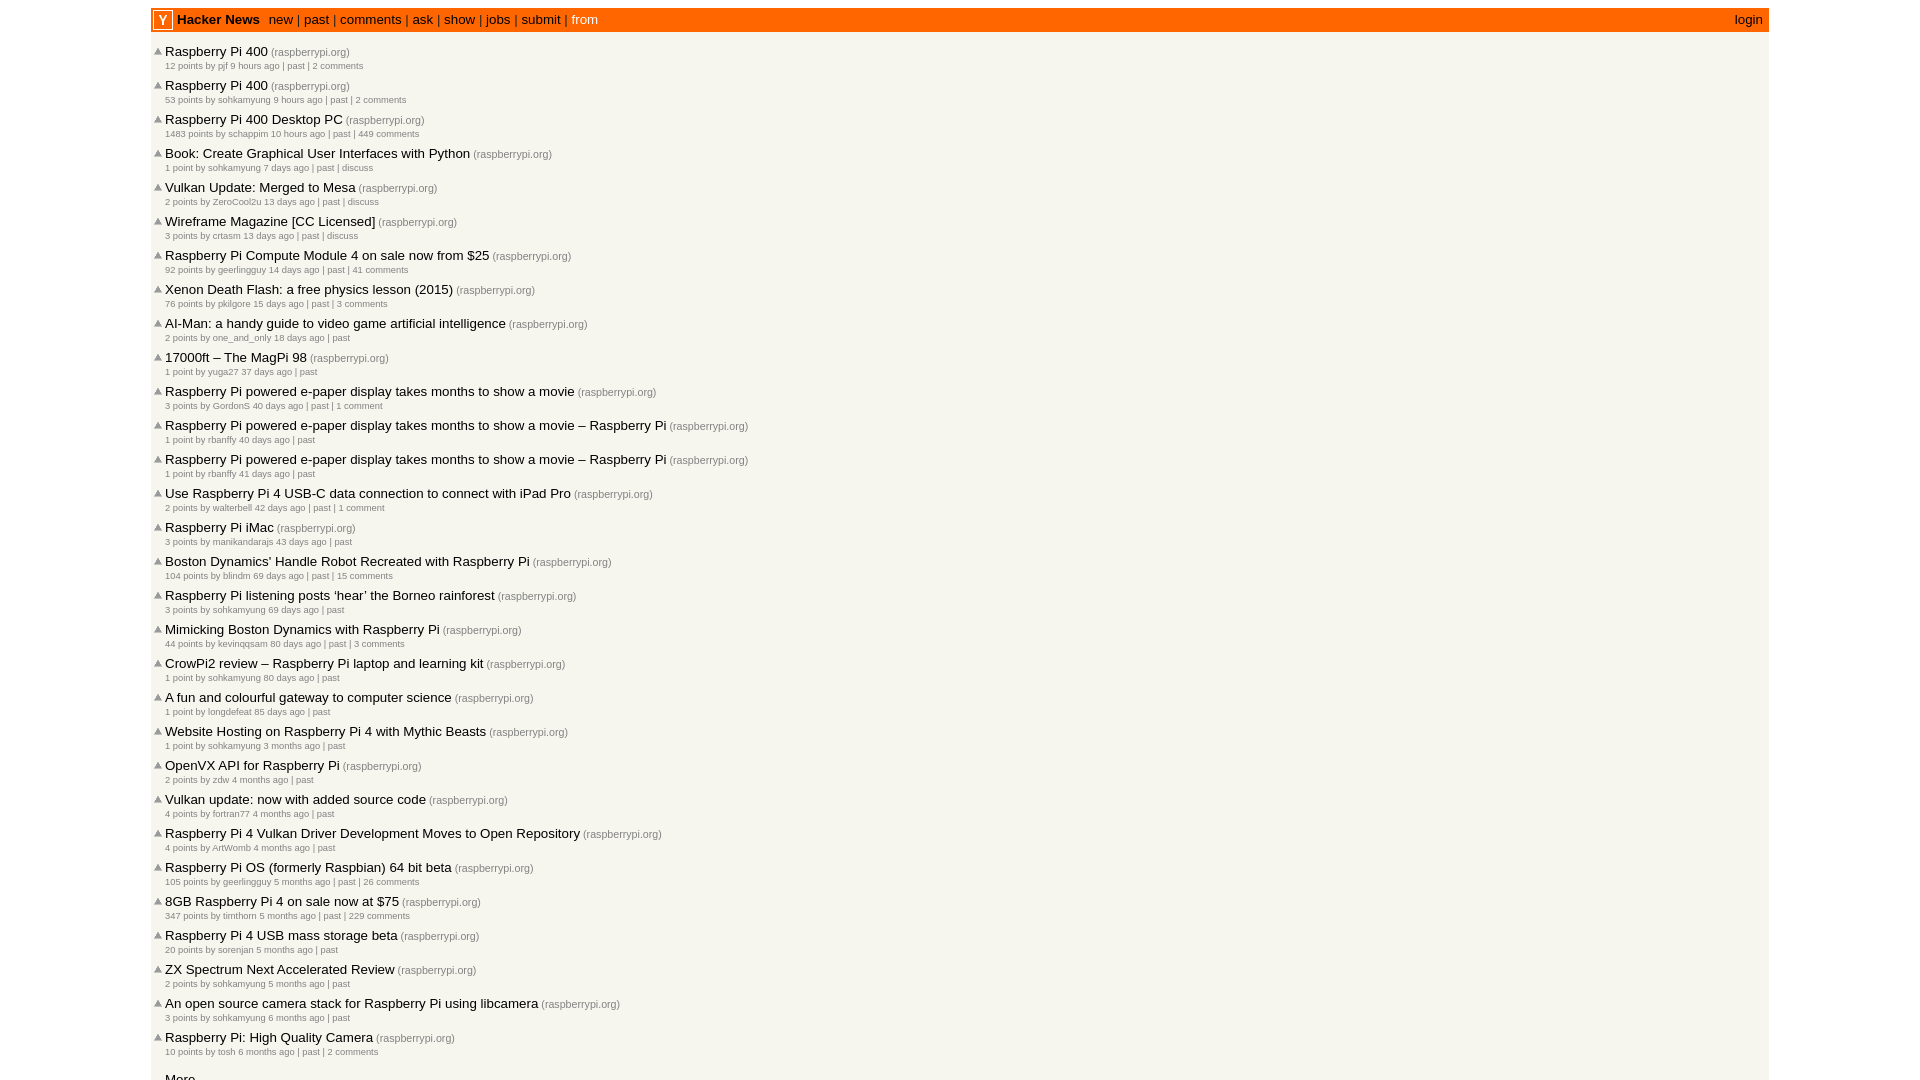 Y Hacker News new | past | comments | ask | show | jobs | submit | from login
Raspberry Pi 400 (raspberrypi.org)
12 points by pjf 9 hours ago | past | 2 comments
Raspberry Pi 400 (raspberrypi.org)
53 points by sohkamyung 9 hours ago | past | 2 comments
Raspberry Pi 400 Desktop PC (raspberrypi.org)
1483 points by schappim 10 hours ago | past | 449 comments
Book: Create Graphical User Interfaces with Python (raspberrypi.org)
1 point by sohkamyung 7 days ago | past | discuss
Vulkan Update: Merged to Mesa (raspberrypi.org)
2 points by ZeroCool2u 13 days ago | past | discuss
Wireframe Magazine [CC Licensed] (raspberrypi.org)
3 points by crtasm 13 days ago | past | discuss
Raspberry Pi Compute Module 4 on sale now from $25 (raspberrypi.org)
92 points by geerlingguy 14 days ago | past | 41 comments
Xenon Death Flash: a free physics lesson (2015) (raspberrypi.org)
76 points by pkilgore 15 days ago | past | 3 comments
AI-Man: a handy guide to video game artificial intelligence (raspberrypi.org)
2 points by one_and_only 18 days ago | past
17000ft – The MagPi 98 (raspberrypi.org)
1 point by yuga27 37 days ago | past
Raspberry Pi powered e-paper display takes months to show a movie (raspberrypi.org)
3 points by GordonS 40 days ago | past | 1 comment
Raspberry Pi powered e-paper display takes months to show a movie – Raspberry Pi (raspberrypi.org)
1 point by rbanffy 40 days ago | past
Raspberry Pi powered e-paper display takes months to show a movie – Raspberry Pi (raspberrypi.org)
1 point by rbanffy 41 days ago | past
Use Raspberry Pi 4 USB-C data connection to connect with iPad Pro (raspberrypi.org)
2 points by walterbell 42 days ago | past | 1 comment
Raspberry Pi iMac (raspberrypi.org)
3 points by manikandarajs 43 days ago | past
Boston Dynamics' Handle Robot Recreated with Raspberry Pi (raspberrypi.org)
104 points by blindm 69 days ago | past | 15 comments
Raspberry Pi listening posts ‘hear’ the Borneo rainforest (raspberrypi.org)
3 points by sohkamyung 69 days ago | past
Mimicking Boston Dynamics with Raspberry Pi (raspberrypi.org)
44 points by kevinqqsam 80 days ago | past | 3 comments
CrowPi2 review – Raspberry Pi laptop and learning kit (raspberrypi.org)
1 point by sohkamyung 80 days ago | past
A fun and colourful gateway to computer science (raspberrypi.org)
1 point by longdefeat 85 days ago | past
Website Hosting on Raspberry Pi 4 with Mythic Beasts (raspberrypi.org)
1 point by sohkamyung 3 months ago | past
OpenVX API for Raspberry Pi (raspberrypi.org)
2 points by zdw 4 months ago | past
Vulkan update: now with added source code (raspberrypi.org)
4 points by fortran77 4 months ago | past
Raspberry Pi 4 Vulkan Driver Development Moves to Open Repository (raspberrypi.org)
4 points by ArtWomb 4 months ago | past
Raspberry Pi OS (formerly Raspbian) 64 bit beta (raspberrypi.org)
105 points by geerlingguy 5 months ago | past | 26 comments
8GB Raspberry Pi 4 on sale now at $75 (raspberrypi.org)
347 points by timthorn 5 months ago | past | 229 comments
Raspberry Pi 4 USB mass storage beta (raspberrypi.org)
20 points by sorenjan 5 months ago | past
ZX Spectrum Next Accelerated Review (raspberrypi.org)
2 points by sohkamyung 5 months ago | past
An open source camera stack for Raspberry Pi using libcamera (raspberrypi.org)
3 points by sohkamyung 6 months ago | past
Raspberry Pi: High Quality Camera (raspberrypi.org)
10 points by tosh 6 months ago | past | 2 comments
More